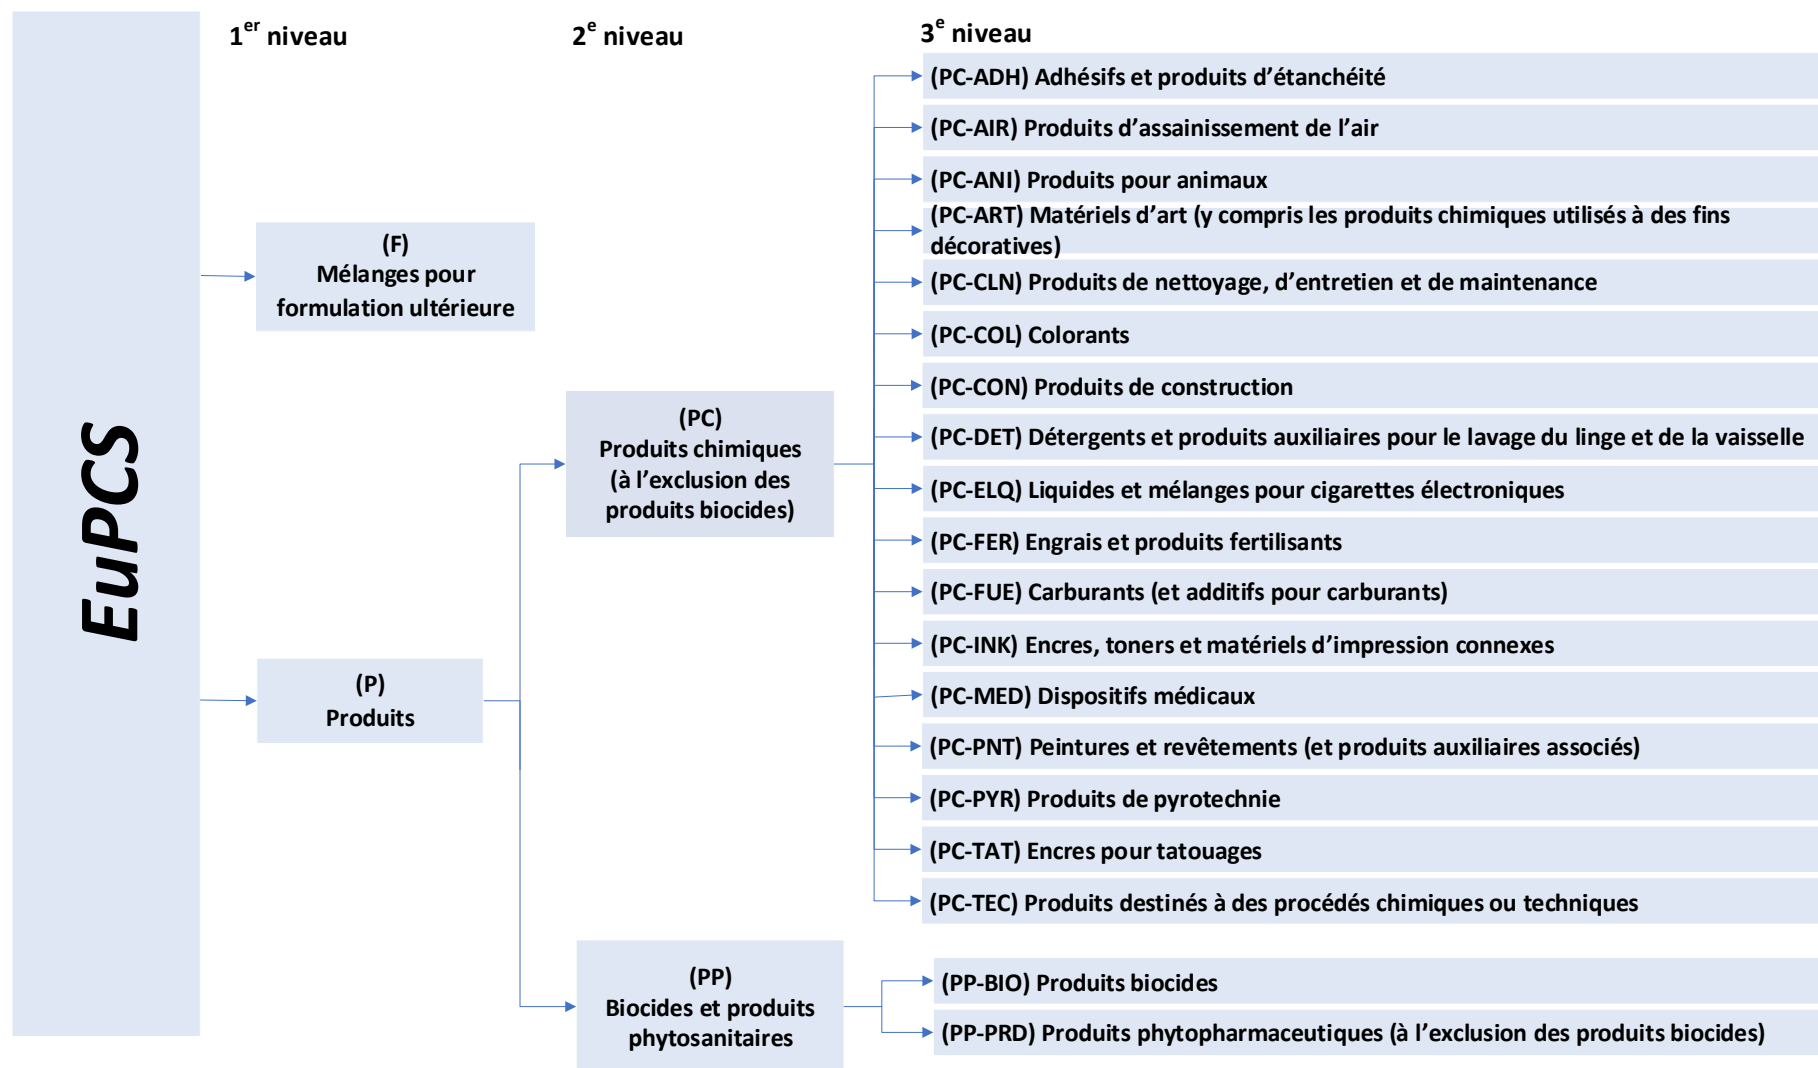 1er niveau
2e niveau
3e niveau
EuPCS
(F)
Mélanges pour
formulation ultérieure
(P)
Produits
(PC)
Produits chimiques
(à l’exclusion des
produits biocides)
(PP)
Biocides et produits
phytosanitaires
(PC-ADH) Adhésifs et produits d’étanchéité
(PC-AIR) Produits d’assainissement de l’air
(PC-ANI) Produits pour animaux
(PC-ART) Matériels d’art (y compris les produits chimiques utilisés à des fins
décoratives)
(PC-CLN) Produits de nettoyage, d’entretien et de maintenance
(PC-COL) Colorants
(PC-CON) Produits de construction
(PC-DET) Détergents et produits auxiliaires pour le lavage du linge et de la vaisselle
(PC-ELQ) Liquides et mélanges pour cigarettes électroniques
(PC-FER) Engrais et produits fertilisants
(PC-FUE) Carburants (et additifs pour carburants)
(PC-INK) Encres, toners et matériels d’impression connexes
(PC-MED) Dispositifs médicaux
(PC-PNT) Peintures et revêtements (et produits auxiliaires associés)
(PC-PYR) Produits de pyrotechnie
(PC-TAT) Encres pour tatouages
(PC-TEC) Produits destinés à des procédés chimiques ou techniques
(PP-BIO) Produits biocides
(PP-PRD) Produits phytopharmaceutiques (à l’exclusion des produits biocides)